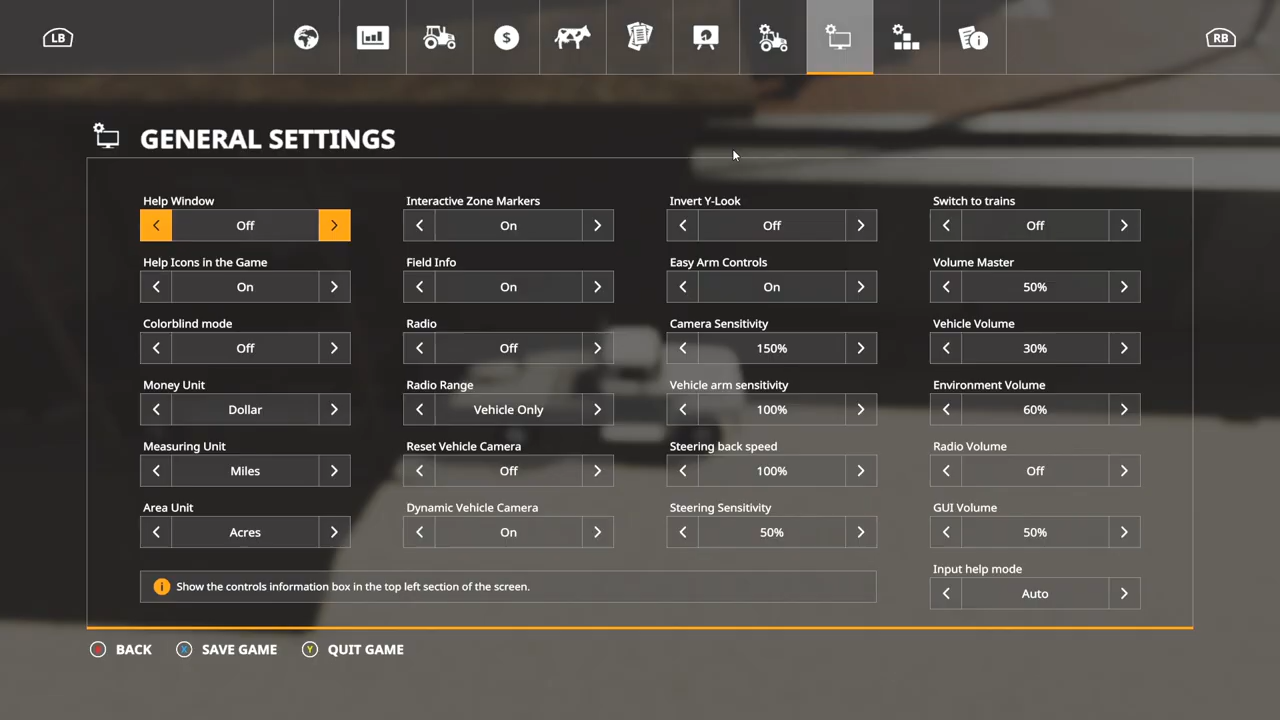 LB
$
RB
GENERAL SETTINGS
Help Window
Off
Help Icons in the Game
On
Colorblind mode
Off
Money Unit
Dollar
Measuring Unit
Miles
Area Unit
Acres
Interactive Zone Markers
On
Field Info
On
Radio
Off
Radio Range
Vehicle Only
Reset Vehicle Camera
Off
Dynamic Vehicle Camera
On
Invert Y-Look
Off
Easy Arm Controls
On
Camera Sensitivity
150%
Vehicle arm sensitivity
100%
Steering back speed
100%
Steering Sensitivity
50%
Switch to trains
Off
Volume Master
50%
Vehicle Volume
30%
Environment Volume
60%
Radio Volume
Off
GUI Volume
50%
Input help mode
Auto
Show the controls information box in the top left section of the screen.
BACK
X SAVE GAME
Y QUIT GAME